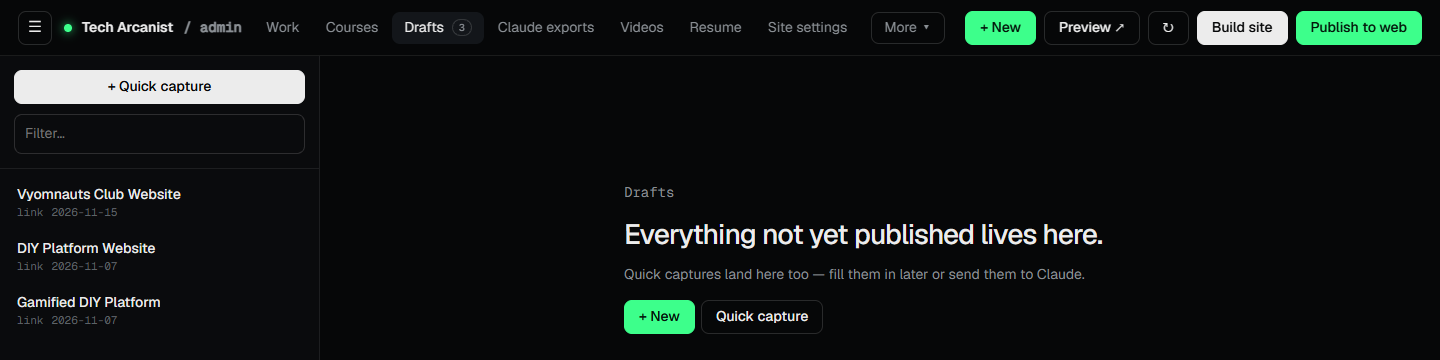 ☰ Tech Arcanist / admin Work Courses Drafts 3 Claude exports Videos Resume Site settings More ▾ + New Preview ↗ ↻ Build site Publish to web
+ Quick capture
Filter...
Vyomnauts Club Website
link 2026-11-15
DIY Platform Website
link 2026-11-07
Gamified DIY Platform
link 2026-11-07
Drafts
Everything not yet published lives here.
Quick captures land here too — fill them in later or send them to Claude.
+ New Quick capture